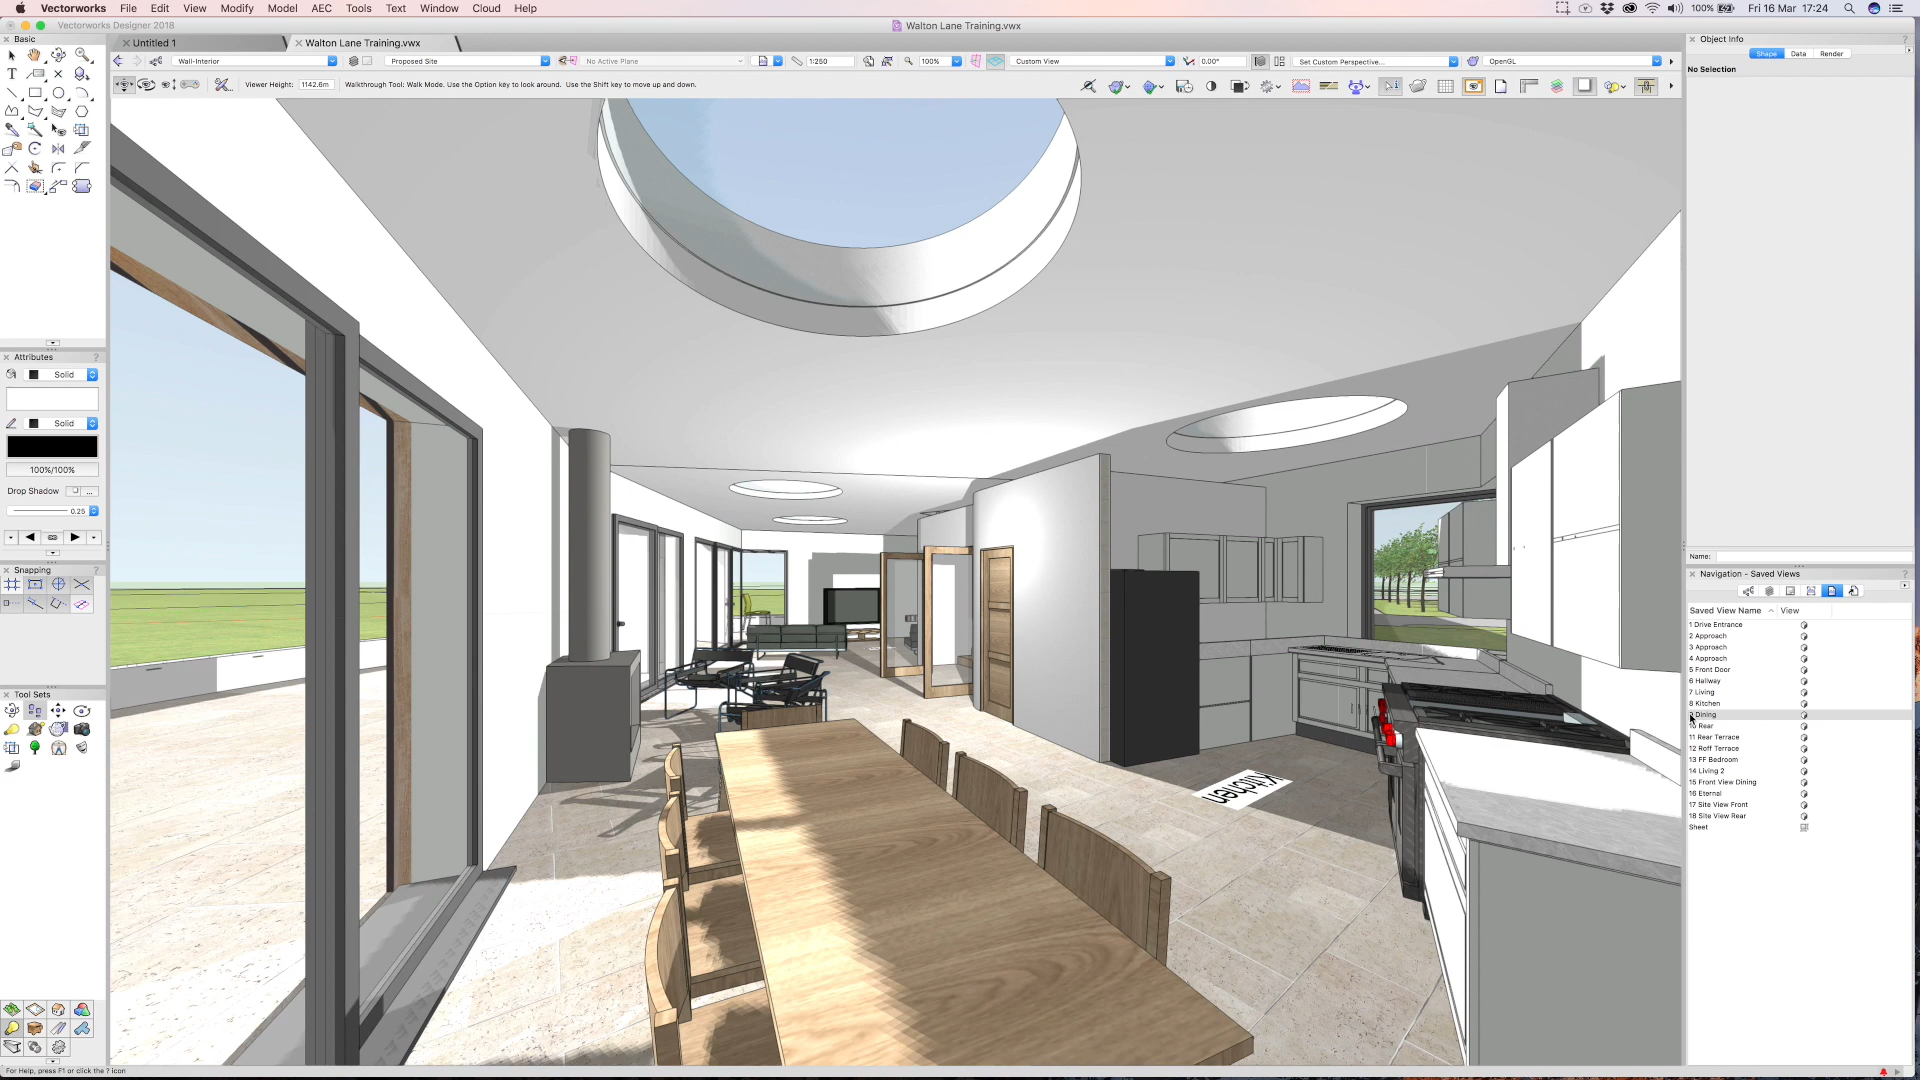 Vectorworks File Edit View Modify Model AEC Tools Text Window Cloud Help
100% Fri 16 Mar 17:24
Vectorworks Designer 2018
Walton Lane Training.vwx
Basic
Untitled 1
Walton Lane Training.vwx
Wall-Interior
Proposed Site
No Active Plane
1:250
100%
Custom View
0.00°
Set Custom Perspective...
OpenGL
Viewer Height: 1142.6m Walkthrough Tool: Walk Mode. Use the Option key to look around. Use the Shift key to move up and down.
Attributes
Solid
Solid
100%/100%
Drop Shadow
...
0.25
Snapping
Tool Sets
Kitchen
Object Info
Shape Data Render
No Selection
Name:
Navigation - Saved Views
Saved View Name View
1 Drive Entrance
2 Approach
3 Approach
4 Approach
5 Front Door
6 Hallway
7 Living
8 Kitchen
Dining
10 Rear
11 Rear Terrace
12 Roff Terrace
13 FF Bedroom
14 Living 2
15 Front View Dining
16 Eternal
17 Site View Front
18 Site View Rear
Sheet
For Help, press F1 or click the ? icon